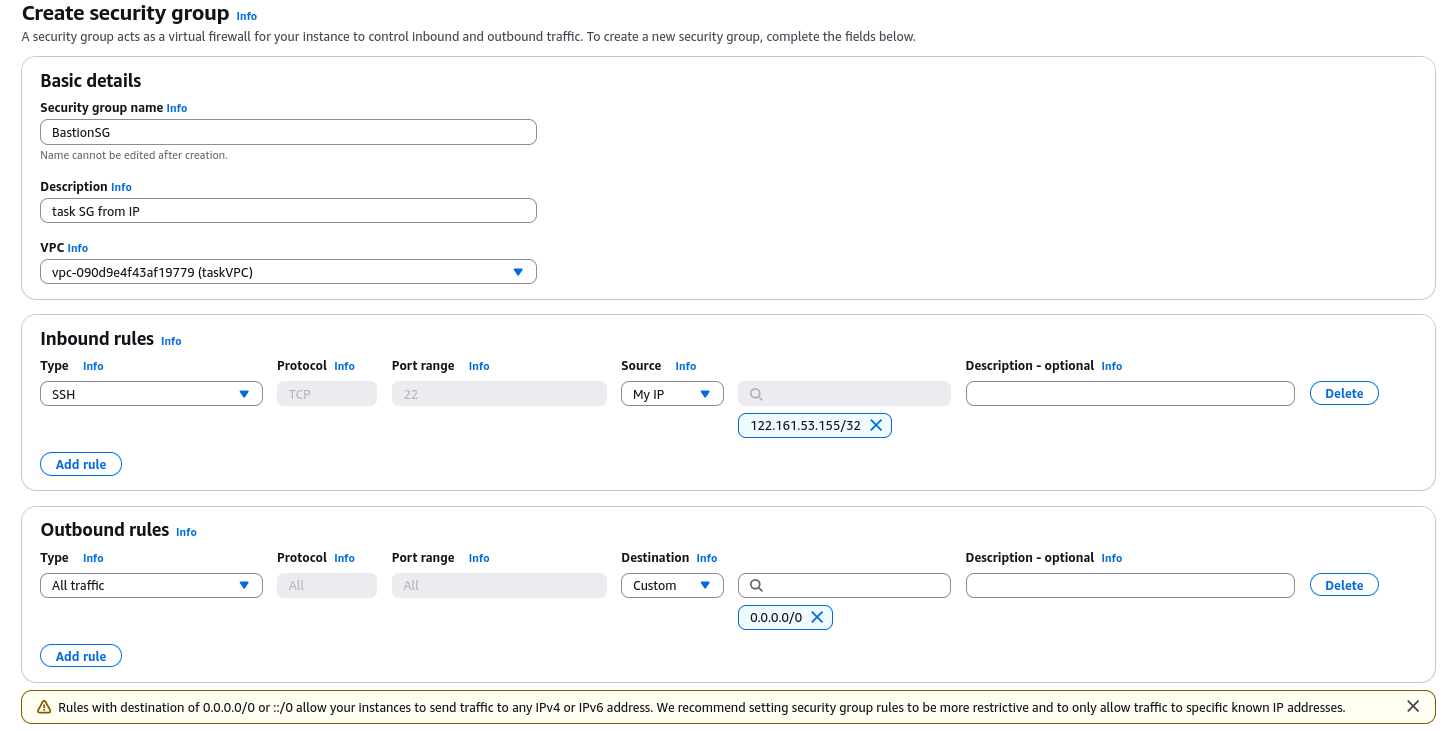 Create security group Info
A security group acts as a virtual firewall for your instance to control inbound and outbound traffic. To create a new security group, complete the fields below.
Basic details
Security group name Info
BastionSG
Name cannot be edited after creation.
Description Info
task SG from IP
VPC Info
vpc-090d9e4f43af19779 (taskVPC)
Inbound rules Info
Type Info Protocol Info Port range Info Source Info Description - optional Info
SSH TCP 22 My IP Delete
122.161.53.155/32
Add rule
Outbound rules Info
Type Info Protocol Info Port range Info Destination Info Description - optional Info
All traffic All All Custom Delete
0.0.0.0/0
Add rule
Rules with destination of 0.0.0.0/0 or ::/0 allow your instances to send traffic to any IPv4 or IPv6 address. We recommend setting security group rules to be more restrictive and to only allow traffic to specific known IP addresses.